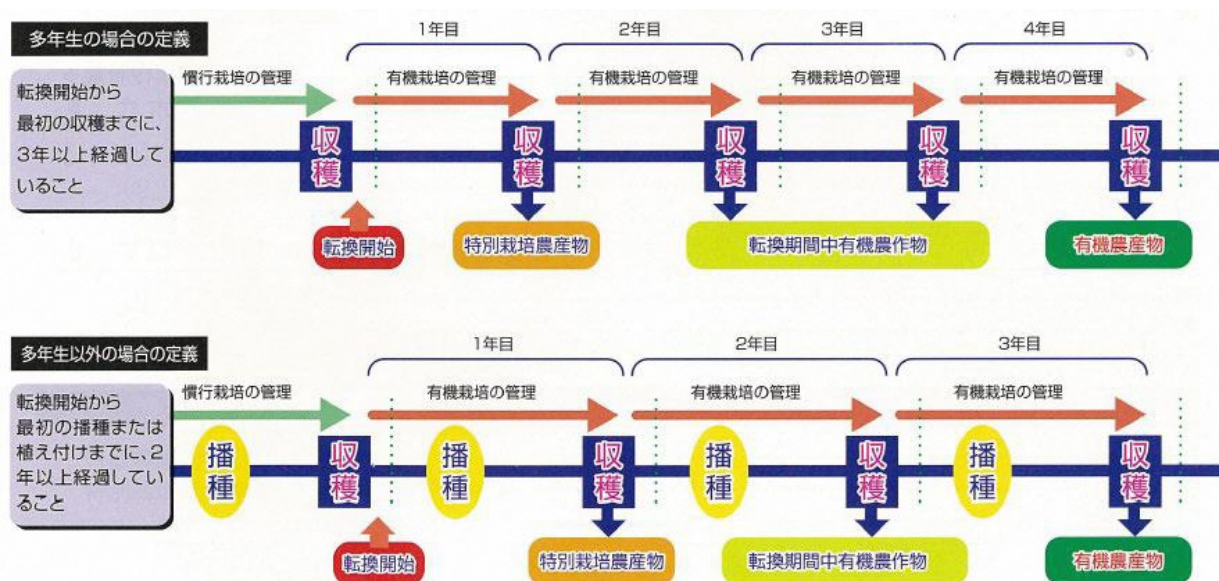 多年生の場合の定義
1年目
2年目
3年目
4年目
転換開始から
最初の収穫までに、
3年以上経過して
いること
慣行栽培の管理
有機栽培の管理
有機栽培の管理
有機栽培の管理
有機栽培の管理
収穫
収穫
収穫
収穫
収穫
転換開始
特別栽培農産物
転換期間中有機農作物
有機農産物
多年生以外の場合の定義
1年目
2年目
3年目
転換開始から
最初の播種または
植え付けまでに、2
年以上経過してい
ること
慣行栽培の管理
有機栽培の管理
有機栽培の管理
有機栽培の管理
播種
収穫
播種
収穫
播種
収穫
播種
収穫
転換開始
特別栽培農産物
転換期間中有機農作物
有機農産物